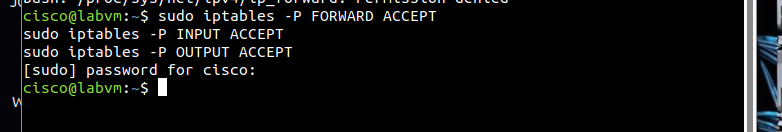 bash: /proc/sys/net/ipv4/ip_forward: Permission denied
cisco@labvm:~$ sudo iptables -P FORWARD ACCEPT
sudo iptables -P INPUT ACCEPT
sudo iptables -P OUTPUT ACCEPT
[sudo] password for cisco:
cisco@labvm:~$